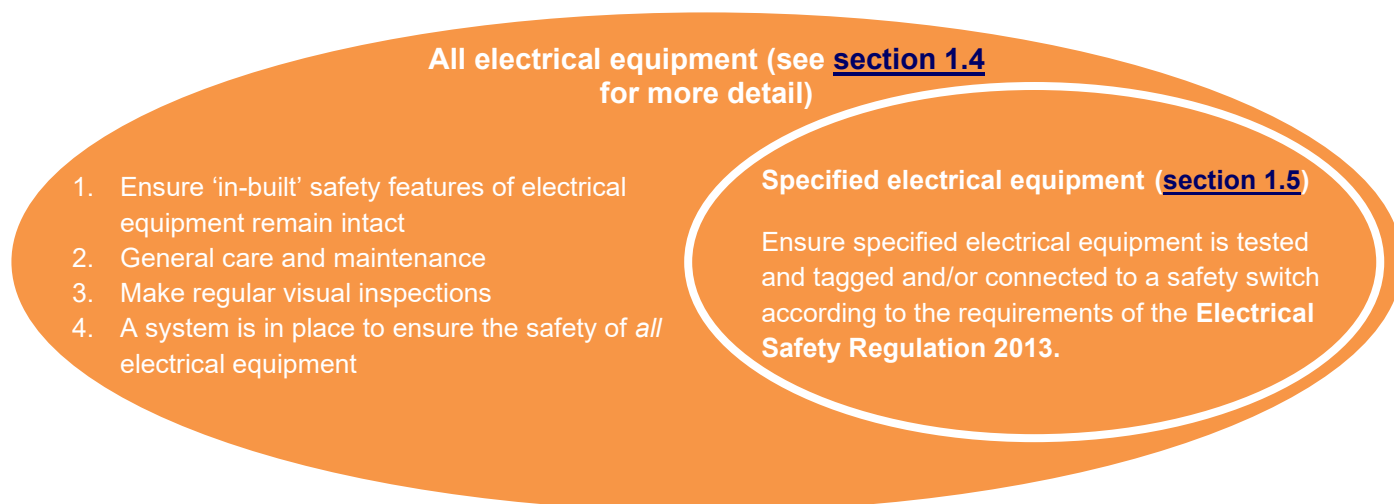 All electrical equipment (see section 1.4
for more detail)
1. Ensure ‘in-built’ safety features of electrical
equipment remain intact
2. General care and maintenance
3. Make regular visual inspections
4. A system is in place to ensure the safety of all
electrical equipment
Specified electrical equipment (section 1.5)
Ensure specified electrical equipment is tested
and tagged and/or connected to a safety switch
according to the requirements of the Electrical
Safety Regulation 2013.